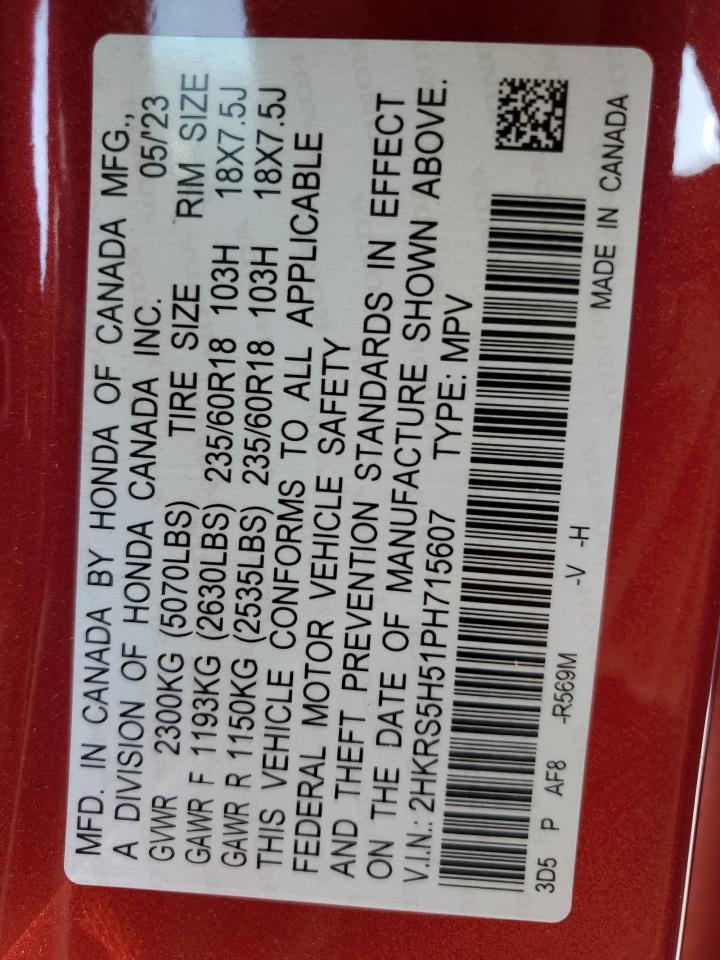 MFD. IN CANADA BY HONDA OF CANADA MFG.,
A DIVISION OF HONDA CANADA INC. 05/'23
GVWR 2300KG (5070LBS) TIRE SIZE RIM SIZE
GAWR F 1193KG (2630LBS) 235/60R18 103H 18X7.5J
GAWR R 1150KG (2535LBS) 235/60R18 103H 18X7.5J
THIS VEHICLE CONFORMS TO ALL APPLICABLE
FEDERAL MOTOR VEHICLE SAFETY
AND THEFT PREVENTION STANDARDS IN EFFECT
ON THE DATE OF MANUFACTURE SHOWN ABOVE.
V.I.N.: 2HKRS5H51PH715607 TYPE: MPV
3D5 P AF8 -R569M -V -H MADE IN CANADA